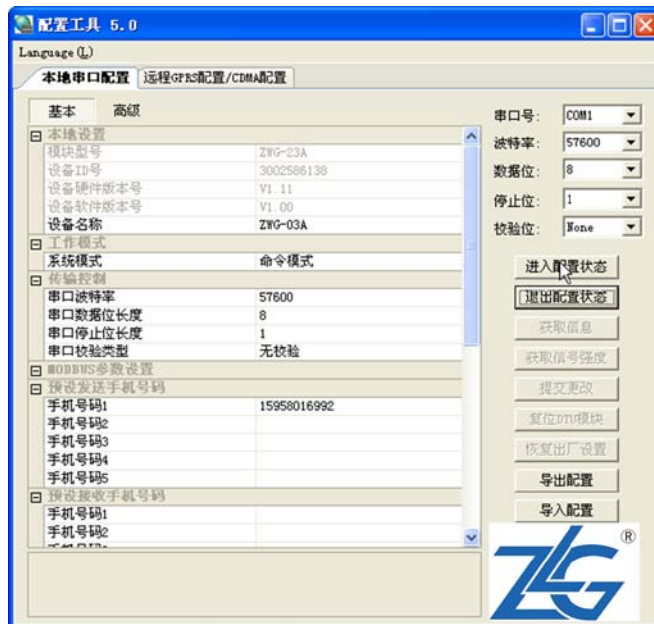 配置工具 5.0
Language (L)
本地串口配置 远程GPRS配置/CDMA配置
基本 高级
本地设置
模块型号 ZWG-23A
设备ID号 3002586138
设备硬件版本号 V1.11
设备软件版本号 V1.00
设备名称 ZWG-03A
工作模式
系统模式 命令模式
传输控制
串口波特率 57600
串口数据位长度 8
串口停止位长度 1
串口校验类型 无校验
MODBUS参数设置
预设发送手机号码
手机号码1 15958016992
手机号码2
手机号码3
手机号码4
手机号码5
预设接收手机号码
手机号码1
手机号码2
串口号: COM1
波特率: 57600
数据位: 8
停止位: 1
校验位: None
进入配置状态
退出配置状态
获取信息
获取信号强度
提交更改
复位DTU模块
恢复出厂设置
导出配置
导入配置
ZLG ®